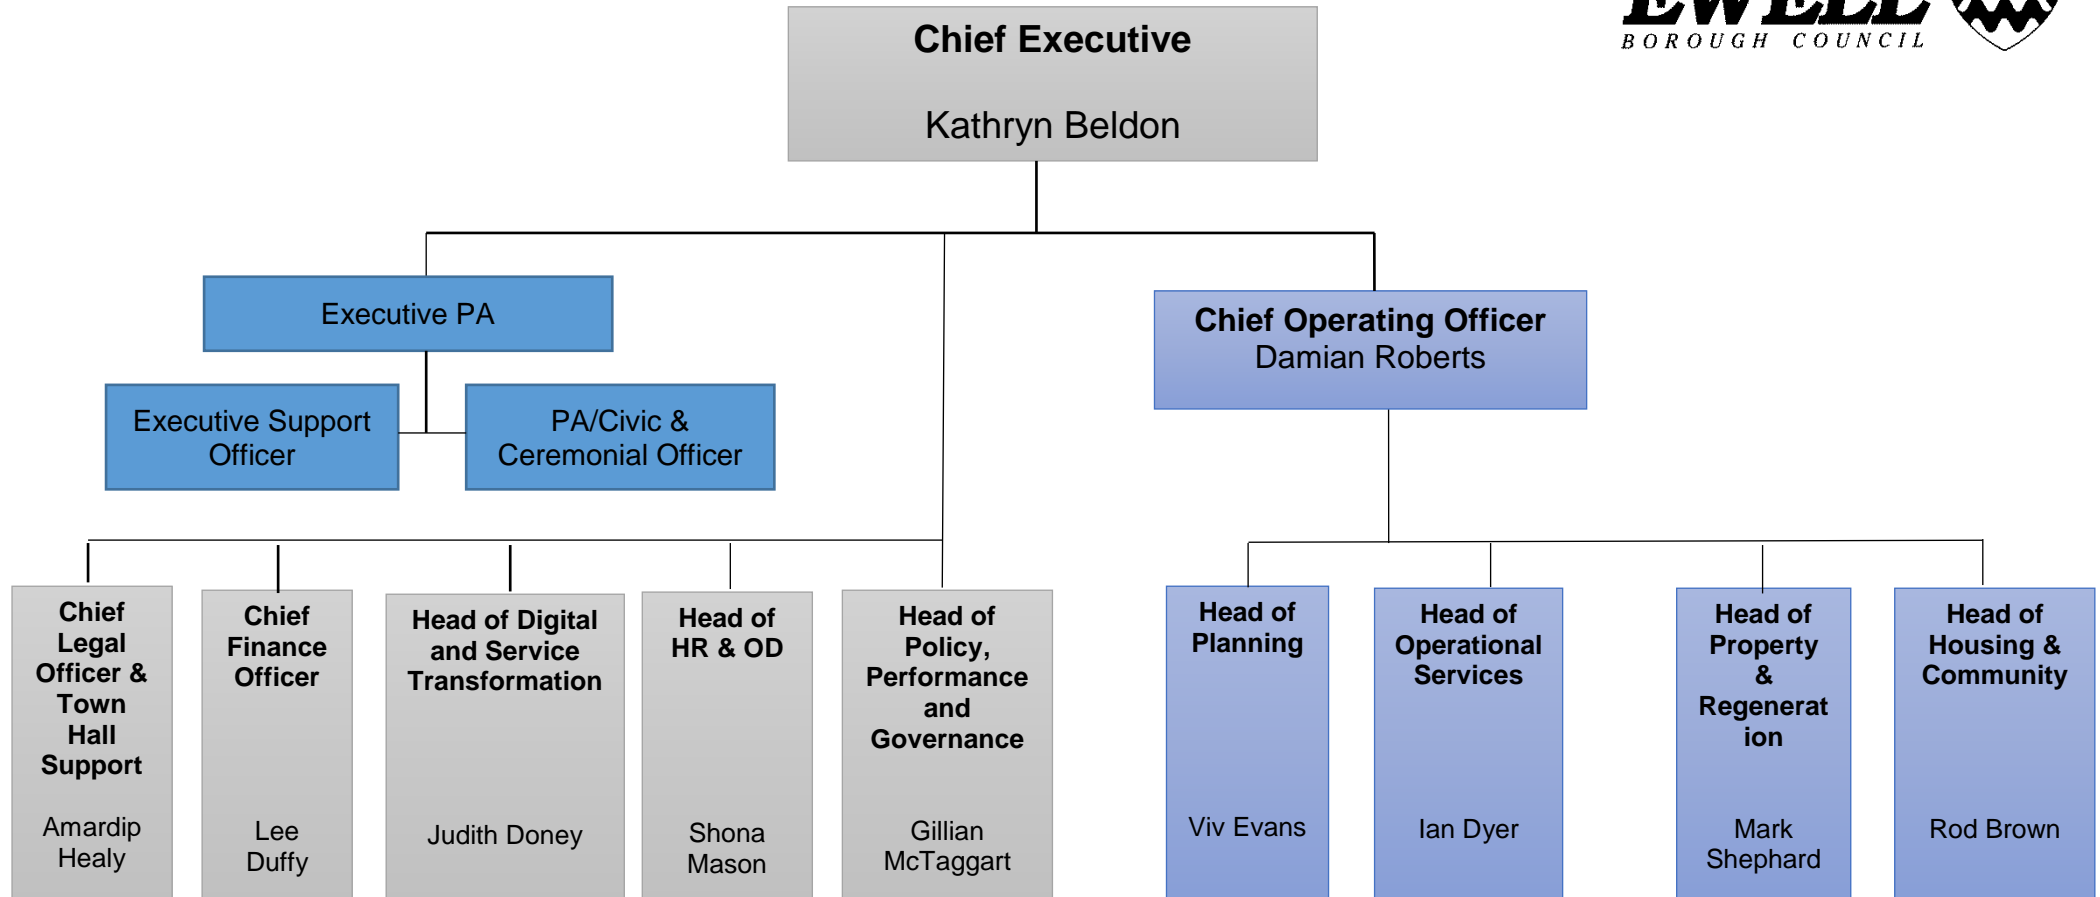 EWELL
BOROUGH COUNCIL
Chief Executive
Kathryn Beldon
Executive PA
Executive Support
Officer
PA/Civic &
Ceremonial Officer
Chief Operating Officer
Damian Roberts
Chief
Legal
Officer &
Town
Hall
Support
Amardip
Healy
Chief
Finance
Officer
Lee
Duffy
Head of Digital
and Service
Transformation
Judith Doney
Head of
HR & OD
Shona
Mason
Head of
Policy,
Performance
and
Governance
Gillian
McTaggart
Head of
Planning
Viv Evans
Head of
Operational
Services
Ian Dyer
Head of
Property
&
Regenerat
ion
Mark
Shephard
Head of
Housing &
Community
Rod Brown